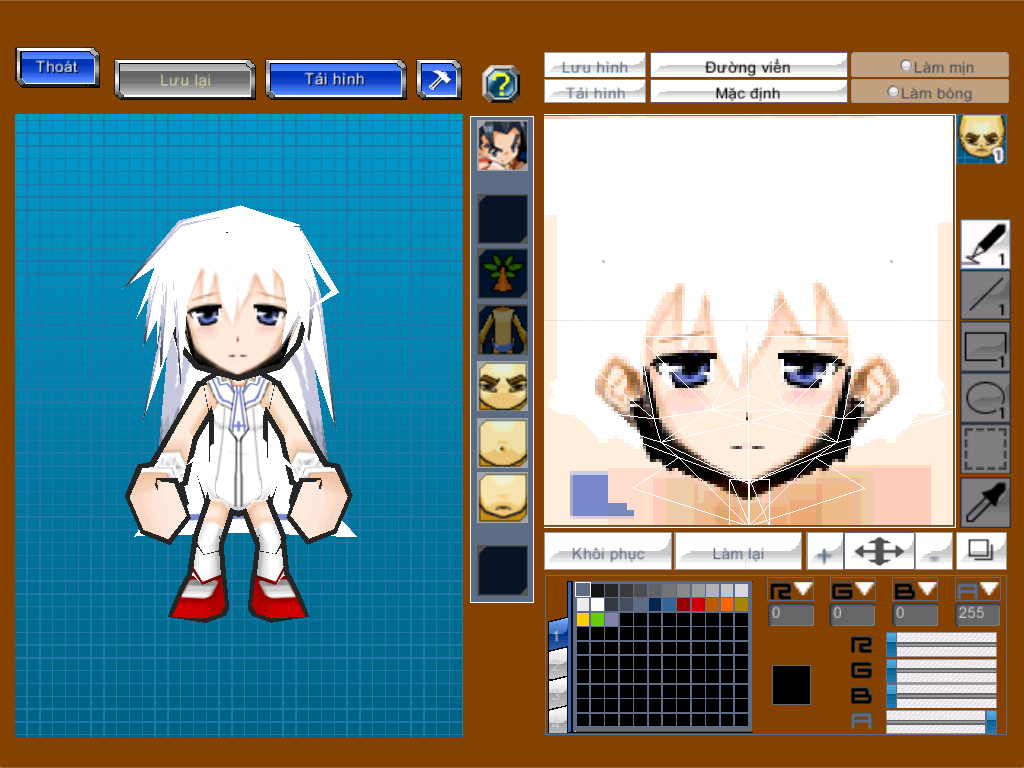 Thoát
Lưu lại
Tải hình
?
Lưu hình
Đường viền
Làm mịn
Tải hình
Mặc định
Làm bóng
1
1
1
1
1
Khôi phục
Làm lại
+
-
R G B A
0 0 0 255
1
R
G
B
A